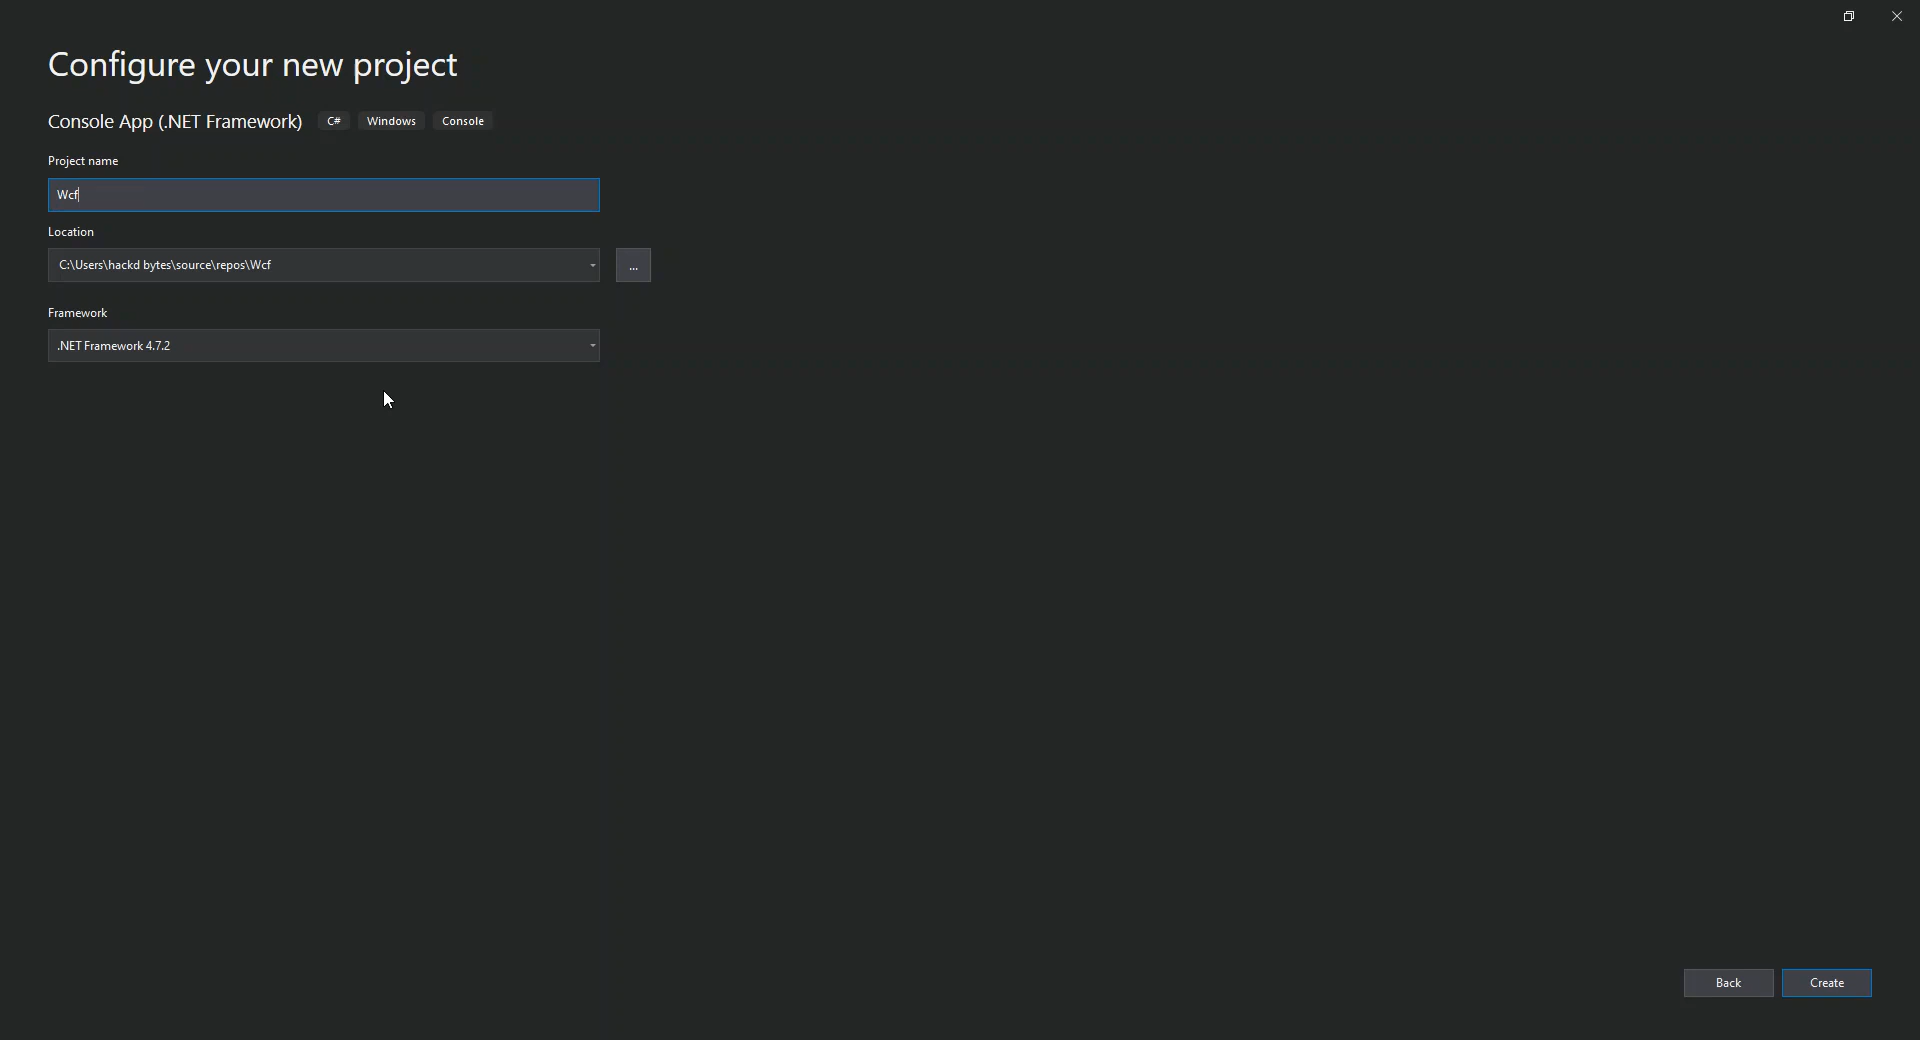 Configure your new project
Console App (.NET Framework) C# Windows Console
Project name
Wcf
Location
C:\Users\hackd bytes\source\repos\Wcf
...
Framework
.NET Framework 4.7.2
Back Create